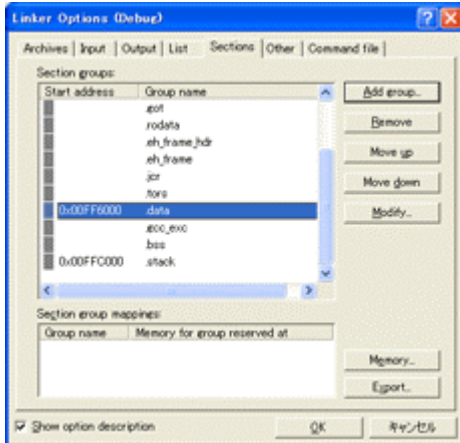 Linker Options (Debug)
Archives Input Output List Sections Other Command file
Section groups:
Start address Group name
.got
.rodata
.eh_frame_hdr
.eh_frame
.jcr
.tors
0x00FF6000 .data
.gcc_exc
.bss
0x00FFC000 .stack
Add group...
Remove
Move up
Move down
Modify...
Section group mappings:
Group name Memory for group reserved at
Memory...
Export...
Show option description
OK
キャンセル